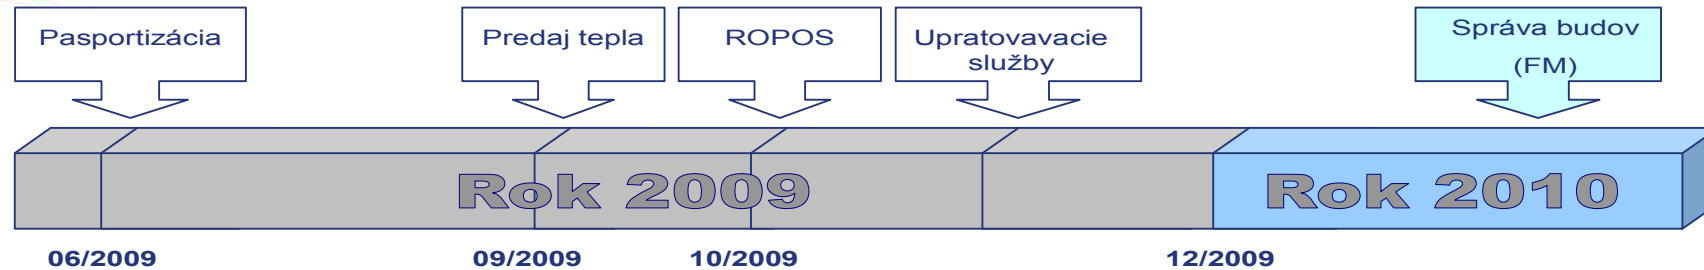 Pasportizácia
Predaj tepla
ROPOS
Upratovavacie
služby
Správa budov
(FM)
Rok 2009
Rok 2010
06/2009
09/2009
10/2009
12/2009